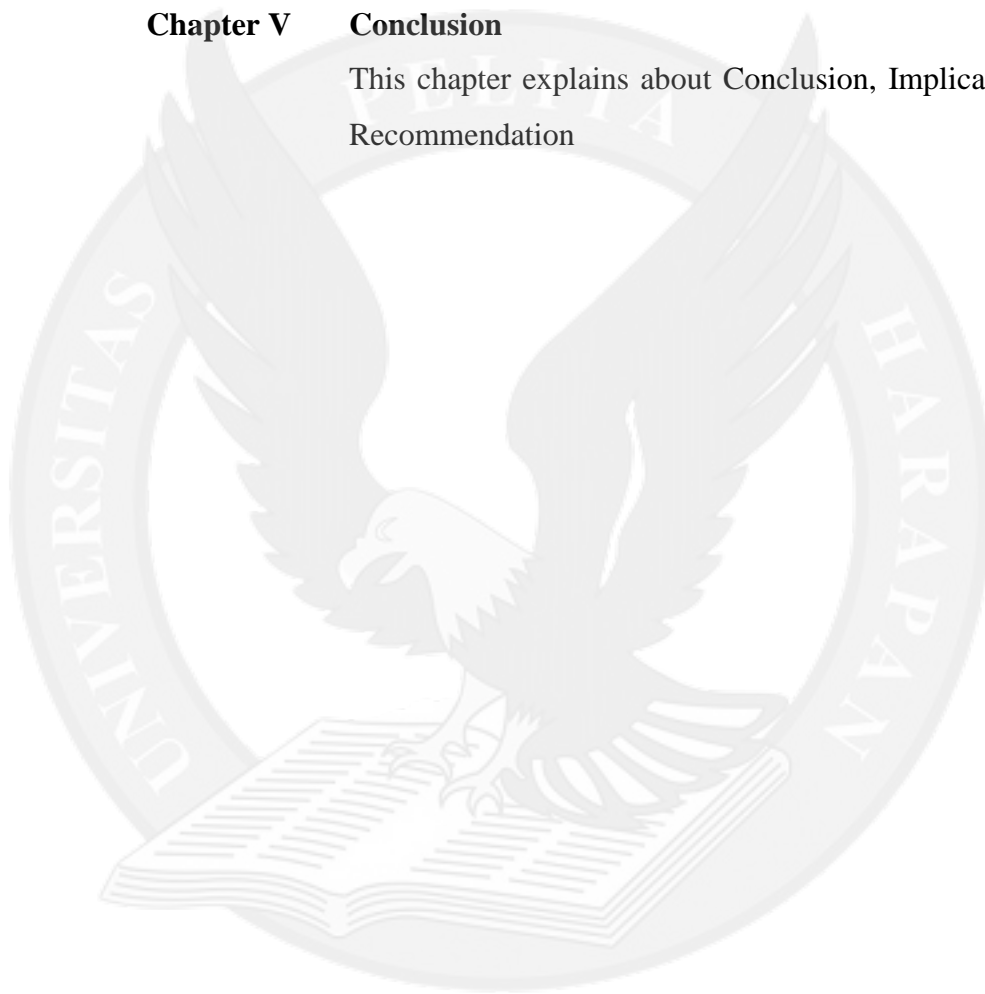 Chapter V Conclusion
This chapter explains about Conclusion, Implica
Recommendation
UNIVERSITAS PELITA HARAPAN